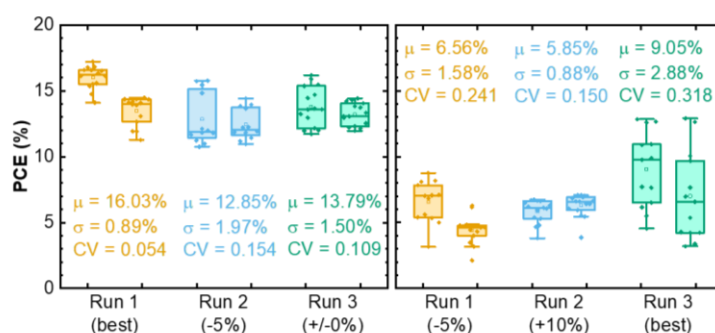 PCE (%)
20
15
10
5
0
μ = 16.03%
σ = 0.89%
CV = 0.054
μ = 12.85%
σ = 1.97%
CV = 0.154
μ = 13.79%
σ = 1.50%
CV = 0.109
Run 1
(best)
Run 2
(-5%)
Run 3
(+/-0%)
μ = 6.56%
σ = 1.58%
CV = 0.241
μ = 5.85%
σ = 0.88%
CV = 0.150
μ = 9.05%
σ = 2.88%
CV = 0.318
Run 1
(-5%)
Run 2
(+10%)
Run 3
(best)